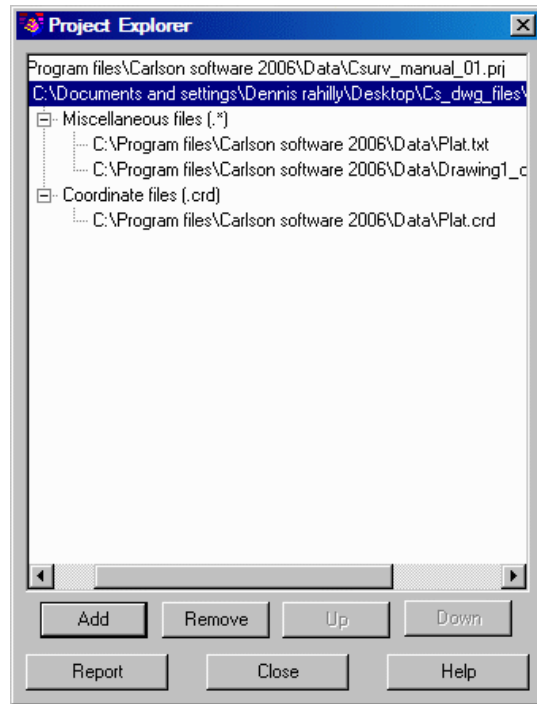 Project Explorer
Program files\Carlson software 2006\Data\Csurv_manual_01.prj
C:\Documents and settings\Dennis rahilly\Desktop\Cs_dwg_files\
Miscellaneous files (.*)
C:\Program files\Carlson software 2006\Data\Plat.txt
C:\Program files\Carlson software 2006\Data\Drawing1_c
Coordinate files (.crd)
C:\Program files\Carlson software 2006\Data\Plat.crd
Add Remove Up Down
Report Close Help